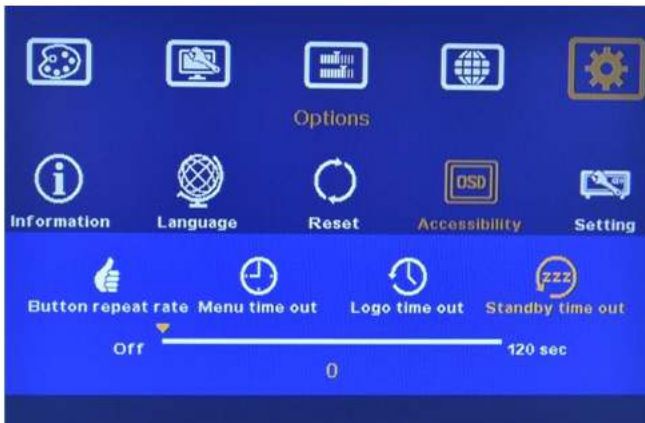 Options
Information Language Reset OSD Accessibility Setting
Button repeat rate Menu time out Logo time out Standby time out
Off 120 sec
0